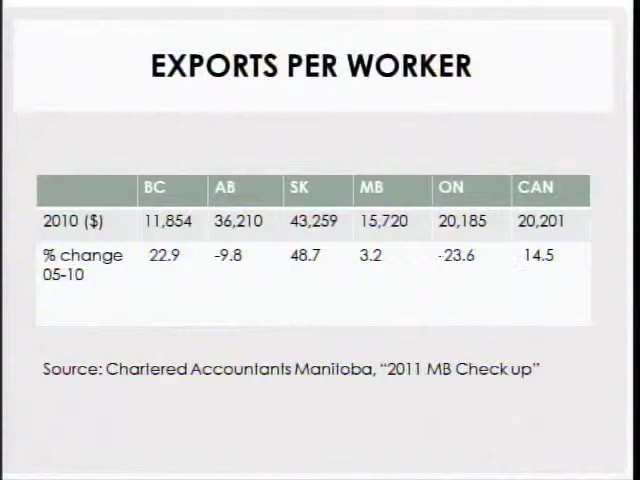 EXPORTS PER WORKER
BC AB SK MB ON CAN
2010 ($) 11,854 36,210 43,259 15,720 20,185 20,201
% change 22.9 -9.8 48.7 3.2 -23.6 14.5
05-10
Source: Chartered Accountants Manitoba, “2011 MB Check up”